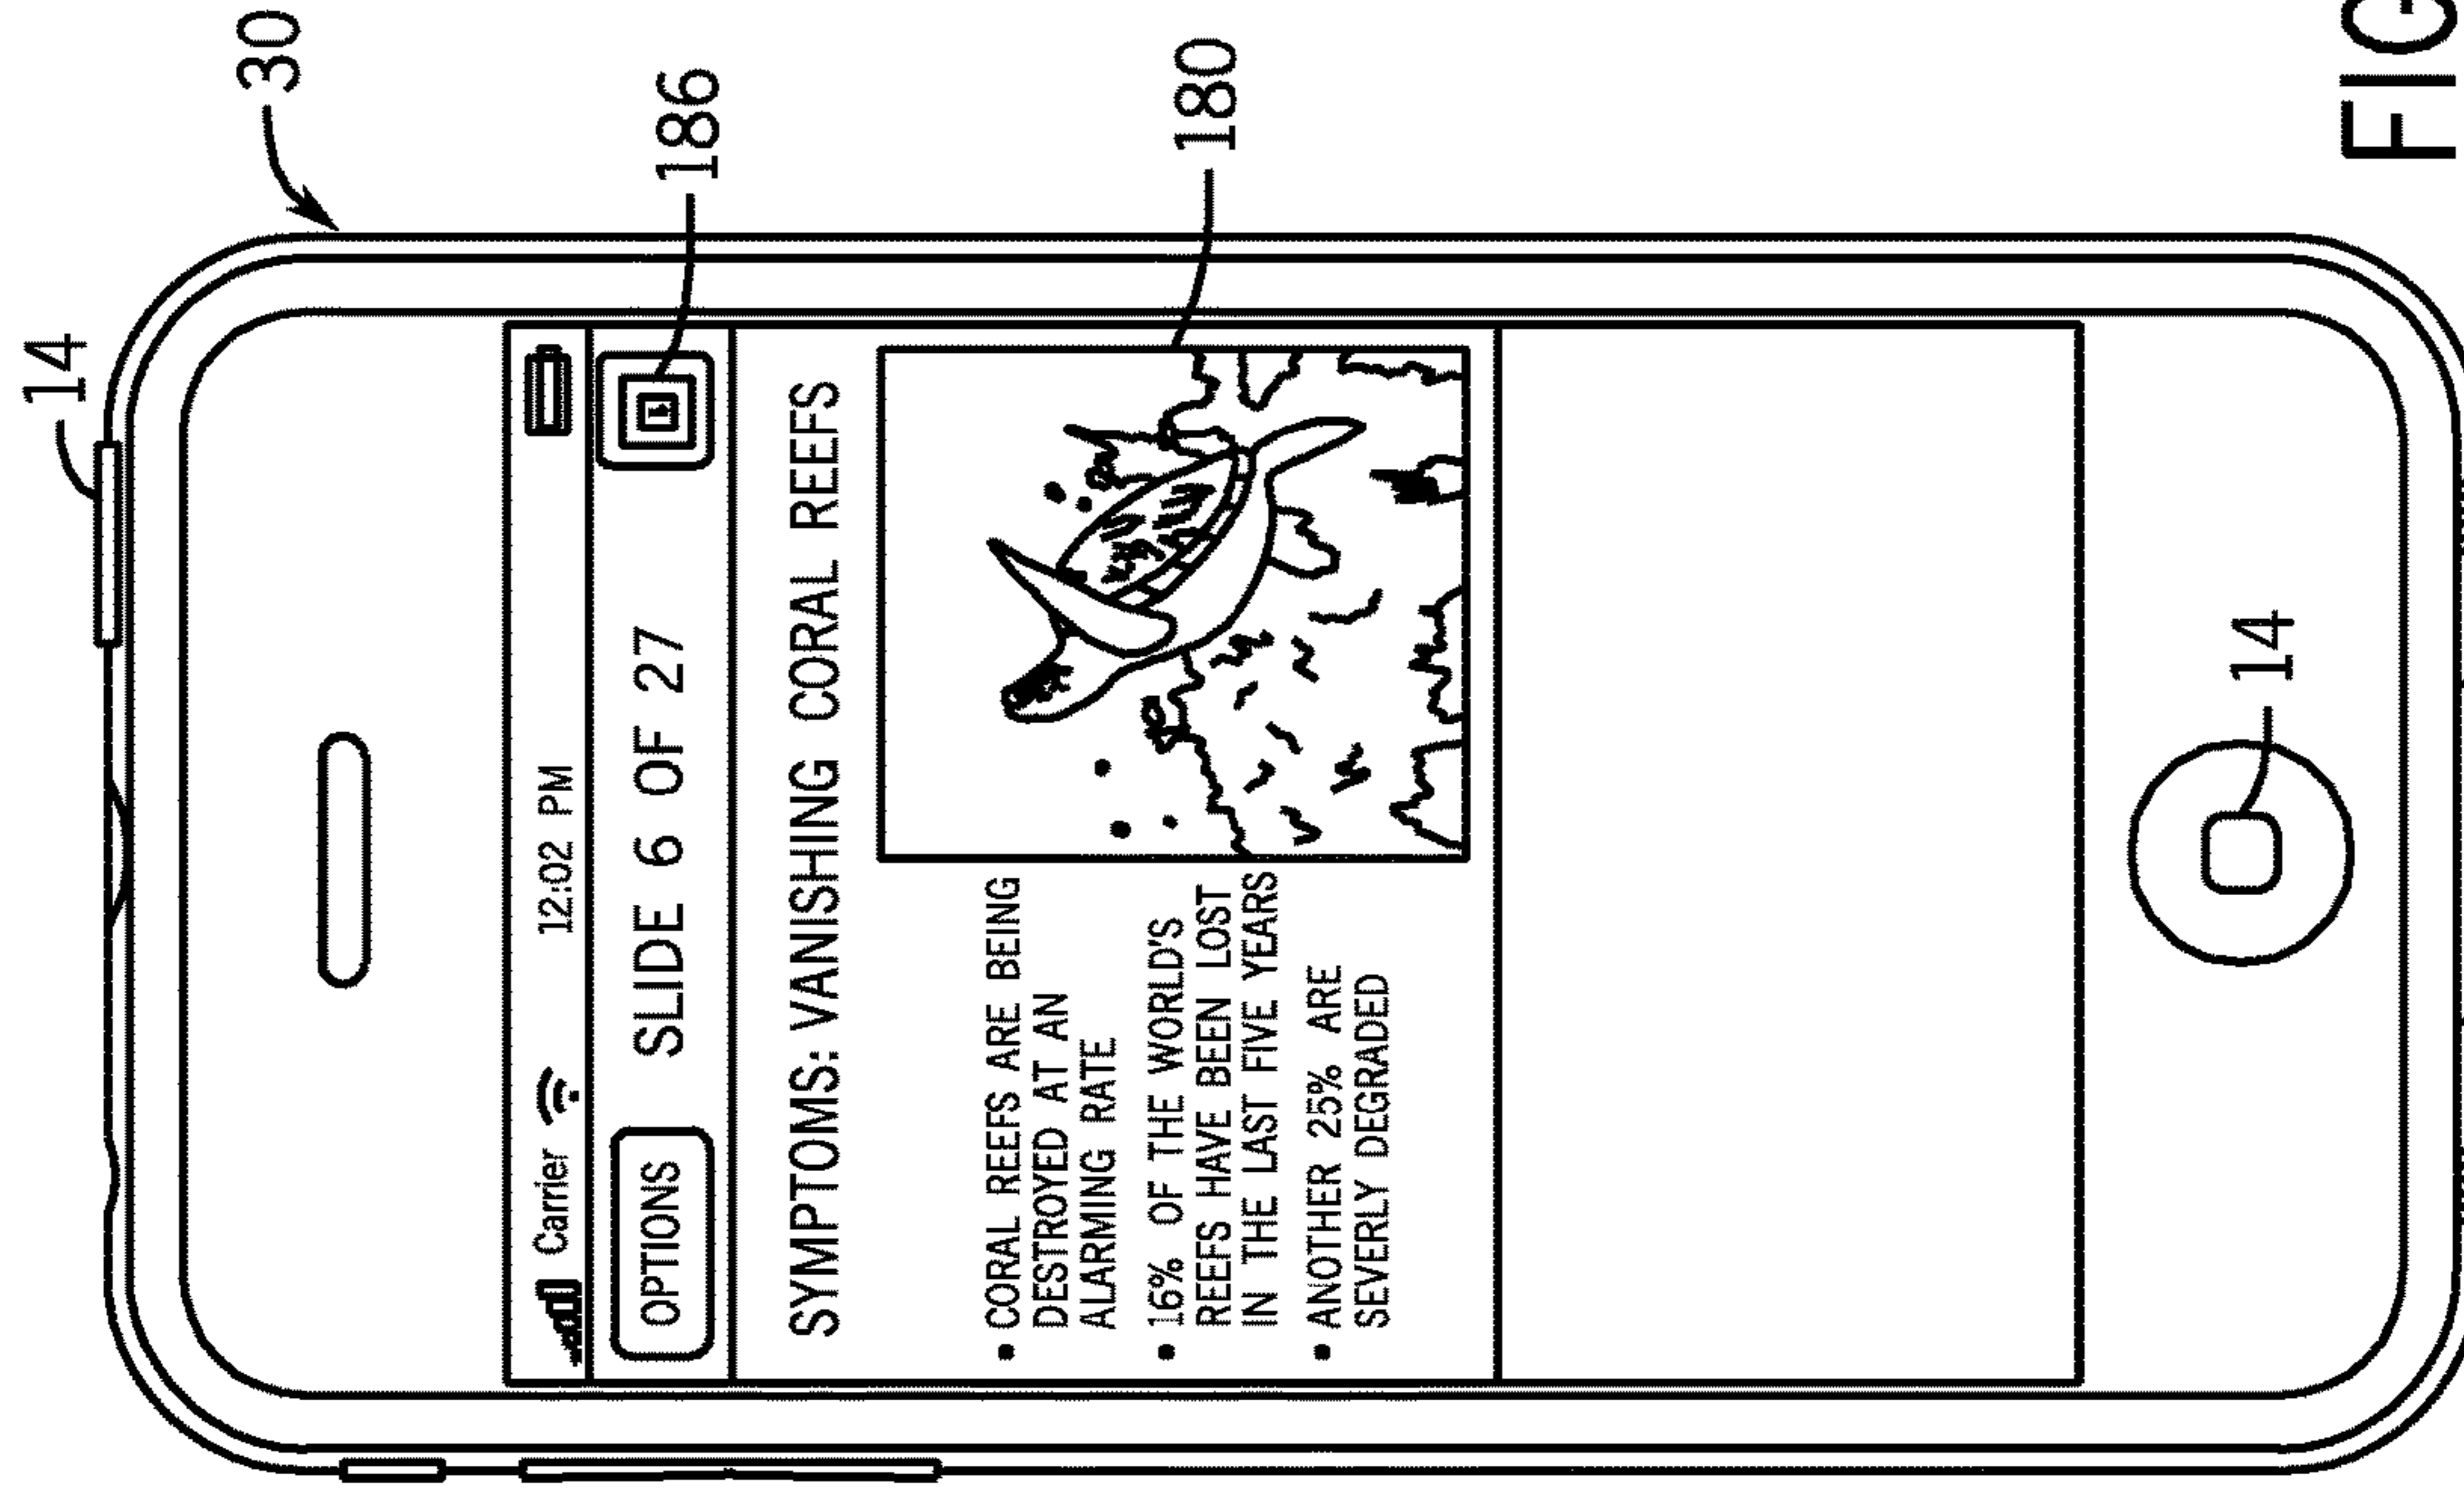 14
30
Carrier 12:02 PM
OPTIONS SLIDE 6 OF 27
186
SYMPTOMS: VANISHING CORAL REEFS
• CORAL REEFS ARE BEING
DESTROYED AT AN
ALARMING RATE
• 16% OF THE WORLD'S
REEFS HAVE BEEN LOST
IN THE LAST FIVE YEARS
• ANOTHER 25% ARE
SEVERLY DEGRADED
180
14
FIG